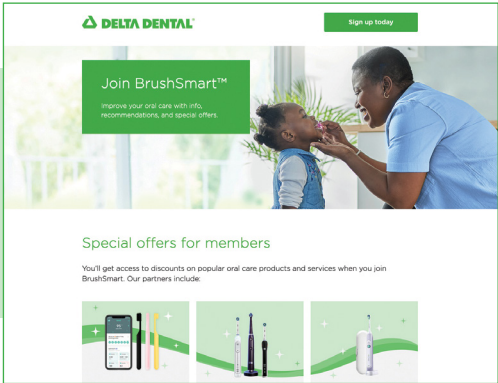 DELTA DENTAL
Sign up today
Join BrushSmart™
Improve your oral care with info,
recommendations, and special offers.
Special offers for members
You'll get access to discounts on popular oral care products and services when you join
BrushSmart. Our partners include: